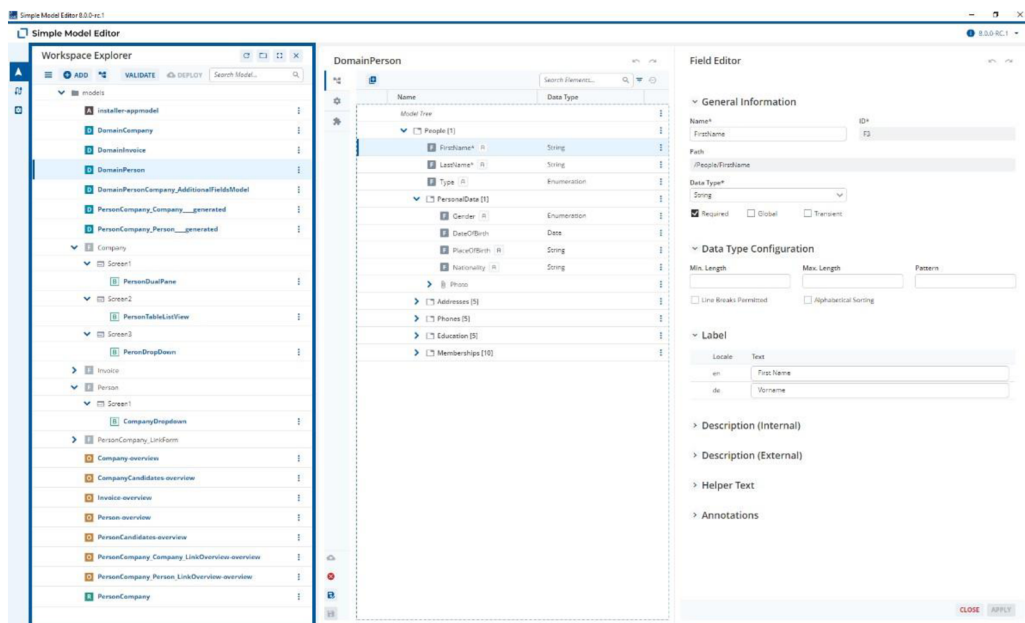 Simple Model Editor 8.0.0-rc.1
Simple Model Editor
8.0.0-RC.1
Workspace Explorer
ADD VALIDATE DEPLOY Search Model...
models
A installer-appmodel
D DomainCompany
D DomainInvoice
D DomainPerson
D DomainPersonCompany_AdditionalFieldsModel
D PersonCompany_Company___generated
D PersonCompany_Person___generated
F Company
Screen1
B PersonDualPane
Screen2
B PersonTableListView
Screen3
B PeronDropDown
F Invoice
F Person
Screen1
B CompanyDropdown
F PersonCompany_LinkForm
O Company-overview
O CompanyCandidates-overview
O Invoice-overview
O Person-overview
O PersonCandidates-overview
O PersonCompany_Company_LinkOverview-overview
O PersonCompany_Person_LinkOverview-overview
R PersonCompany
DomainPerson
Search Elements...
Name Data Type
Model Tree
People [1]
F FirstName* R String
F LastName* R String
F Type R Enumeration
PersonalData [1]
F Gender R Enumeration
F DateOfBirth Date
F PlaceOfBirth R String
F Nationality R String
Photo
Addresses [5]
Phones [5]
Education [5]
Memberships [10]
Field Editor
General Information
Name* ID*
FirstName F3
Path
/People/FirstName
Data Type*
String
Required Global Transient
Data Type Configuration
Min. Length Max. Length Pattern
Line Breaks Permitted Alphabetical Sorting
Label
Locale Text
en First Name
de Vorname
Description (Internal)
Description (External)
Helper Text
Annotations
CLOSE APPLY